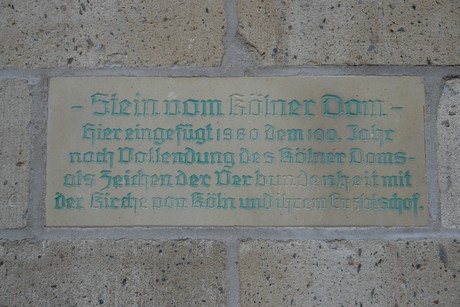 - Stein vom Kölner Dom -
Hier eingefügt 1980 dem 100. Jahr
nach Vollendung des Kölner Doms-
als Zeichen der Verbundenheit mit
der Kirche von Köln und ihrem Erzbischof.